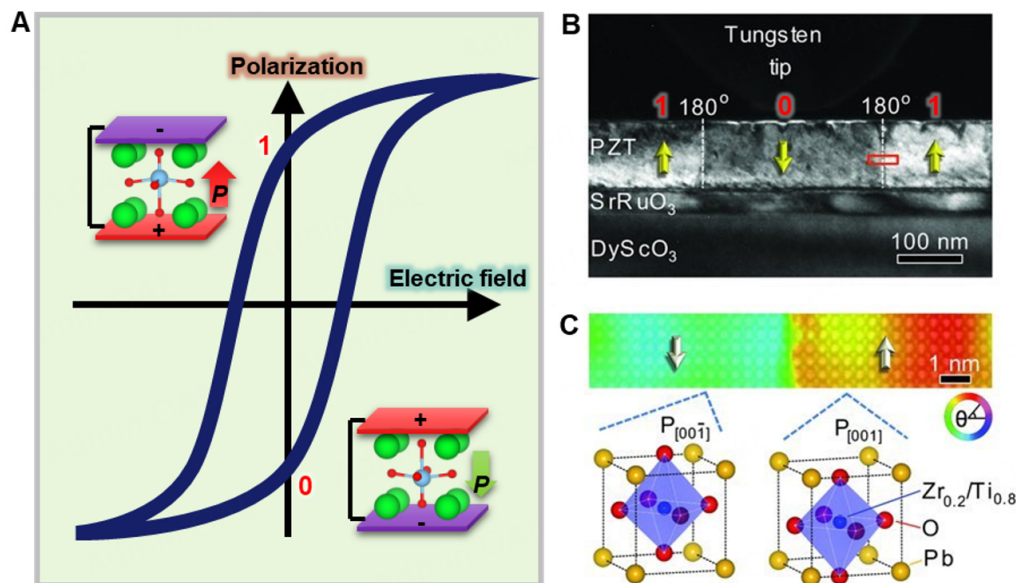 A
Polarization
1
-
P
+
Electric field
+
P
-
0
B
Tungsten
tip
1 180° 0 180° 1
PZT
SrRuO₃
DyScO₃
100 nm
C
1 nm
θ
P[001̄]
P[001]
Zr0.2/Ti0.8
O
Pb